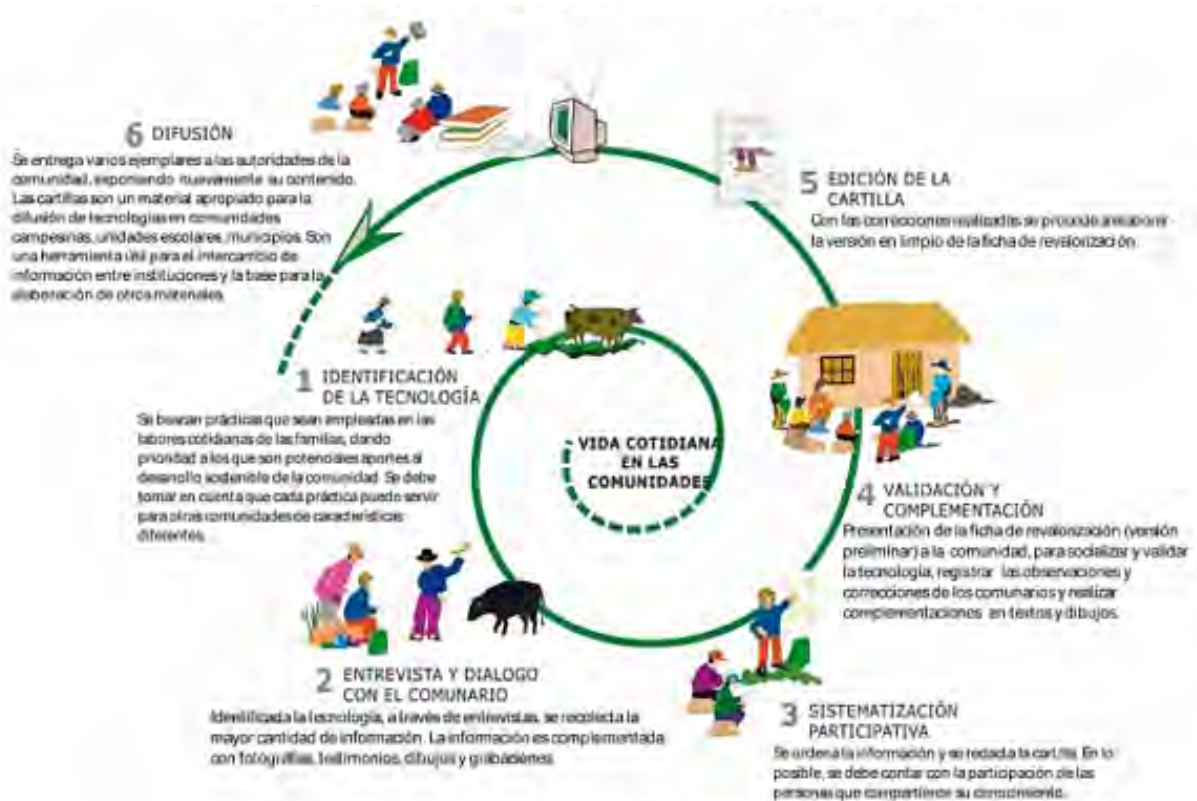 6 DIFUSIÓN
Se entrega varios ejemplares a las autoridades de la
comunidad, exponiendo nuevamente su contenido.
Las cartillas son un material apropiado para la
difusión de tecnologías en comunidades
campesinas, unidades escolares, municipios. Son
una herramienta útil para el intercambio de
información entre instituciones y la base para la
elaboración de otros materiales.
5 EDICIÓN DE LA
CARTILLA
Con las correcciones realizadas se procede a elaborar
la versión en limpio de la ficha de revalorización.
1 IDENTIFICACIÓN
DE LA TECNOLOGÍA
Se buscan prácticas que sean empleadas en las
labores cotidianas de las familias, dando
prioridad a los que son potenciales aportes al
desarrollo sostenible de la comunidad. Se debe
tomar en cuenta que cada práctica puede servir
para otras comunidades de características
diferentes.
VIDA COTIDIANA
EN LAS
COMUNIDADES
4 VALIDACIÓN Y
COMPLEMENTACIÓN
Presentación de la ficha de revalorización (versión
preliminar) a la comunidad, para socializar y validar
la tecnología, registrar las observaciones y
correcciones de los comunarios y realizar
complementaciones en textos y dibujos.
2 ENTREVISTA Y DIALOGO
CON EL COMUNARIO
Identificada la tecnología, a través de entrevistas, se recolecta la
mayor cantidad de información. La información es complementada
con fotografías, testimonios, dibujos y grabaciones.
3 SISTEMATIZACIÓN
PARTICIPATIVA
Se ordena la información y se redacta la cartilla. En lo
posible, se debe contar con la participación de las
personas que compartieron su conocimiento.